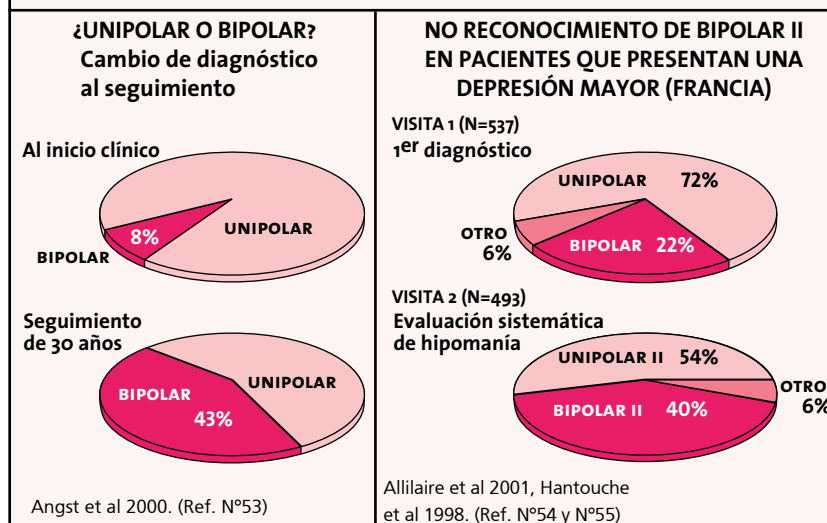 ¿UNIPOLAR O BIPOLAR?
Cambio de diagnóstico
al seguimiento
Al inicio clínico
8%
UNIPOLAR
BIPOLAR
Seguimiento
de 30 años
UNIPOLAR
BIPOLAR
43%
Angst et al 2000. (Ref. Nº53)
NO RECONOCIMIENTO DE BIPOLAR II
EN PACIENTES QUE PRESENTAN UNA
DEPRESIÓN MAYOR (FRANCIA)
VISITA 1 (N=537)
1er diagnóstico
UNIPOLAR 72%
OTRO
6%
BIPOLAR 22%
VISITA 2 (N=493)
Evaluación sistemática
de hipomanía
UNIPOLAR II 54%
OTRO
6%
BIPOLAR II 40%
Allilaire et al 2001, Hantouche
et al 1998. (Ref. Nº54 y Nº55)